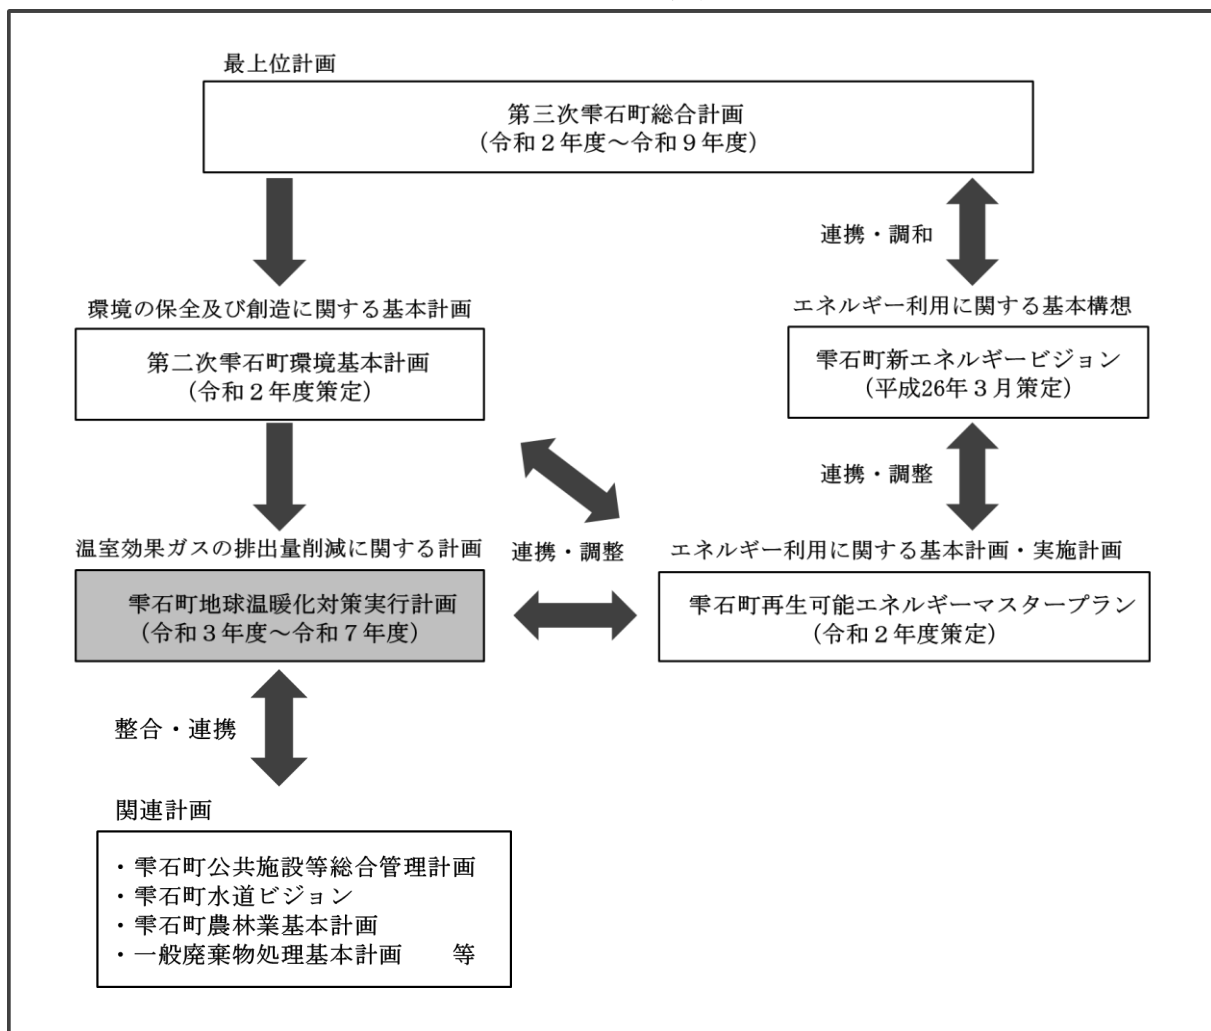 最上位計画
第三次雫石町総合計画
（令和２年度～令和９年度）
連携・調和
環境の保全及び創造に関する基本計画
エネルギー利用に関する基本構想
第二次雫石町環境基本計画
（令和２年度策定）
雫石町新エネルギービジョン
（平成26年３月策定）
連携・調整
温室効果ガスの排出量削減に関する計画
連携・調整
エネルギー利用に関する基本計画・実施計画
雫石町地球温暖化対策実行計画
（令和３年度～令和７年度）
雫石町再生可能エネルギーマスタープラン
（令和２年度策定）
整合・連携
関連計画
・雫石町公共施設等総合管理計画
・雫石町水道ビジョン
・雫石町農林業基本計画
・一般廃棄物処理基本計画　　等